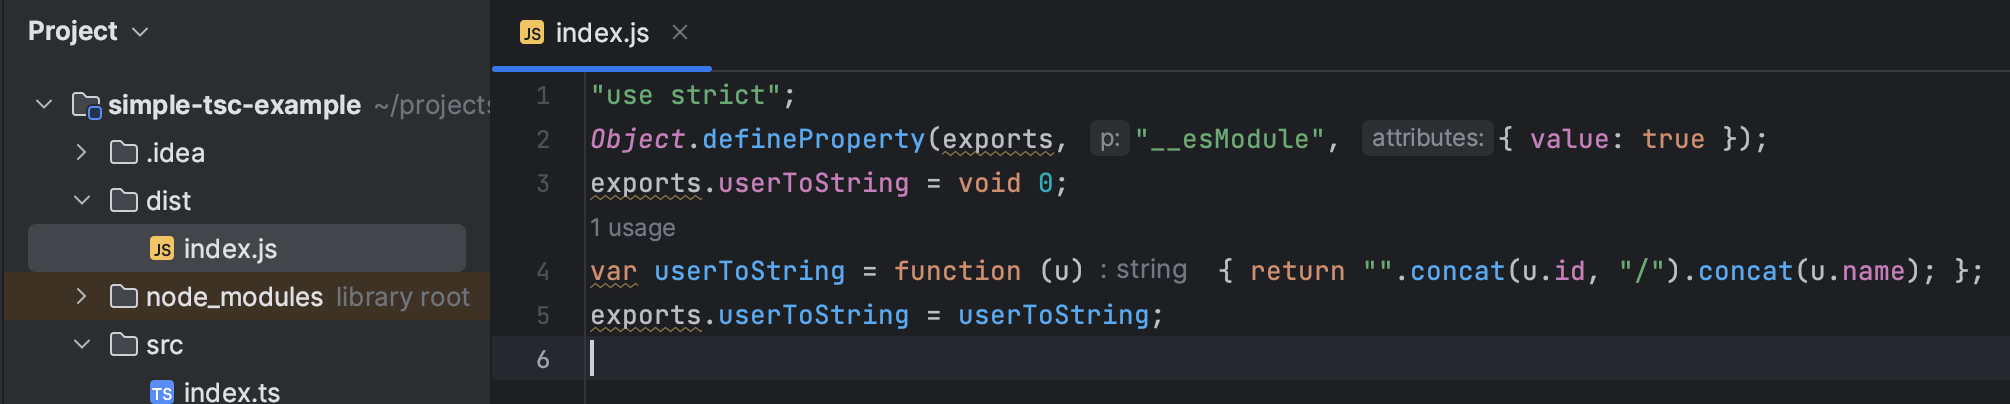 Project
simple-tsc-example ~/projects
.idea
dist
JS index.js
node_modules library root
src
TS index.ts
JS index.js
1 "use strict";
2 Object.defineProperty(exports, p: "__esModule", attributes: { value: true });
3 exports.userToString = void 0;
1 usage
4 var userToString = function (u) : string { return "".concat(u.id, "/").concat(u.name); };
5 exports.userToString = userToString;
6